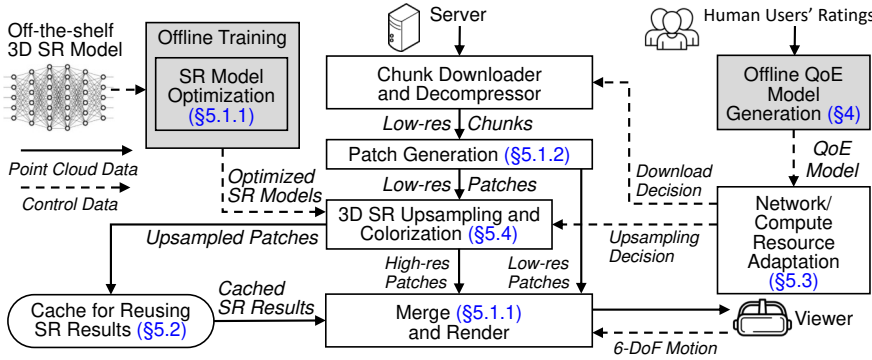 Off-the-shelf
3D SR Model
Offline Training
SR Model
Optimization
(§5.1.1)
Server
Human Users' Ratings
Chunk Downloader
and Decompressor
Offline QoE
Model
Generation (§4)
Low-res Chunks
Patch Generation (§5.1.2)
QoE
Model
Point Cloud Data
Control Data
Optimized
SR Models
Low-res Patches
Download
Decision
3D SR Upsampling and
Colorization (§5.4)
Network/
Compute
Resource
Adaptation
(§5.3)
Upsampled Patches
Upsampling
Decision
High-res
Patches
Low-res
Patches
Cache for Reusing
SR Results (§5.2)
Cached
SR Results
Merge (§5.1.1)
and Render
Viewer
6-DoF Motion